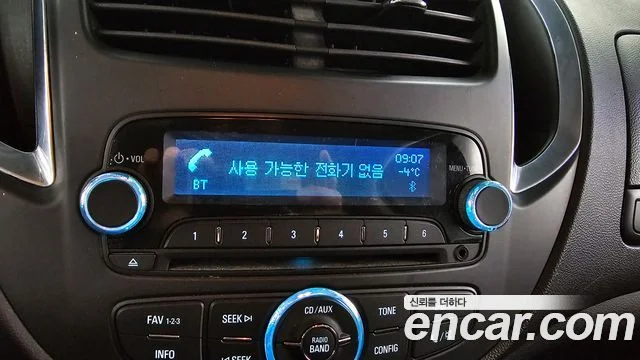 VOL
사용 가능한 전화기 없음
BT
09:07
-4°C
MENU
1 2 3 4 5 6
FAV 1-2-3
SEEK
CD/AUX
TONE
INFO
RADIO
BAND
CONFIG
신뢰를 더하다
encar.com